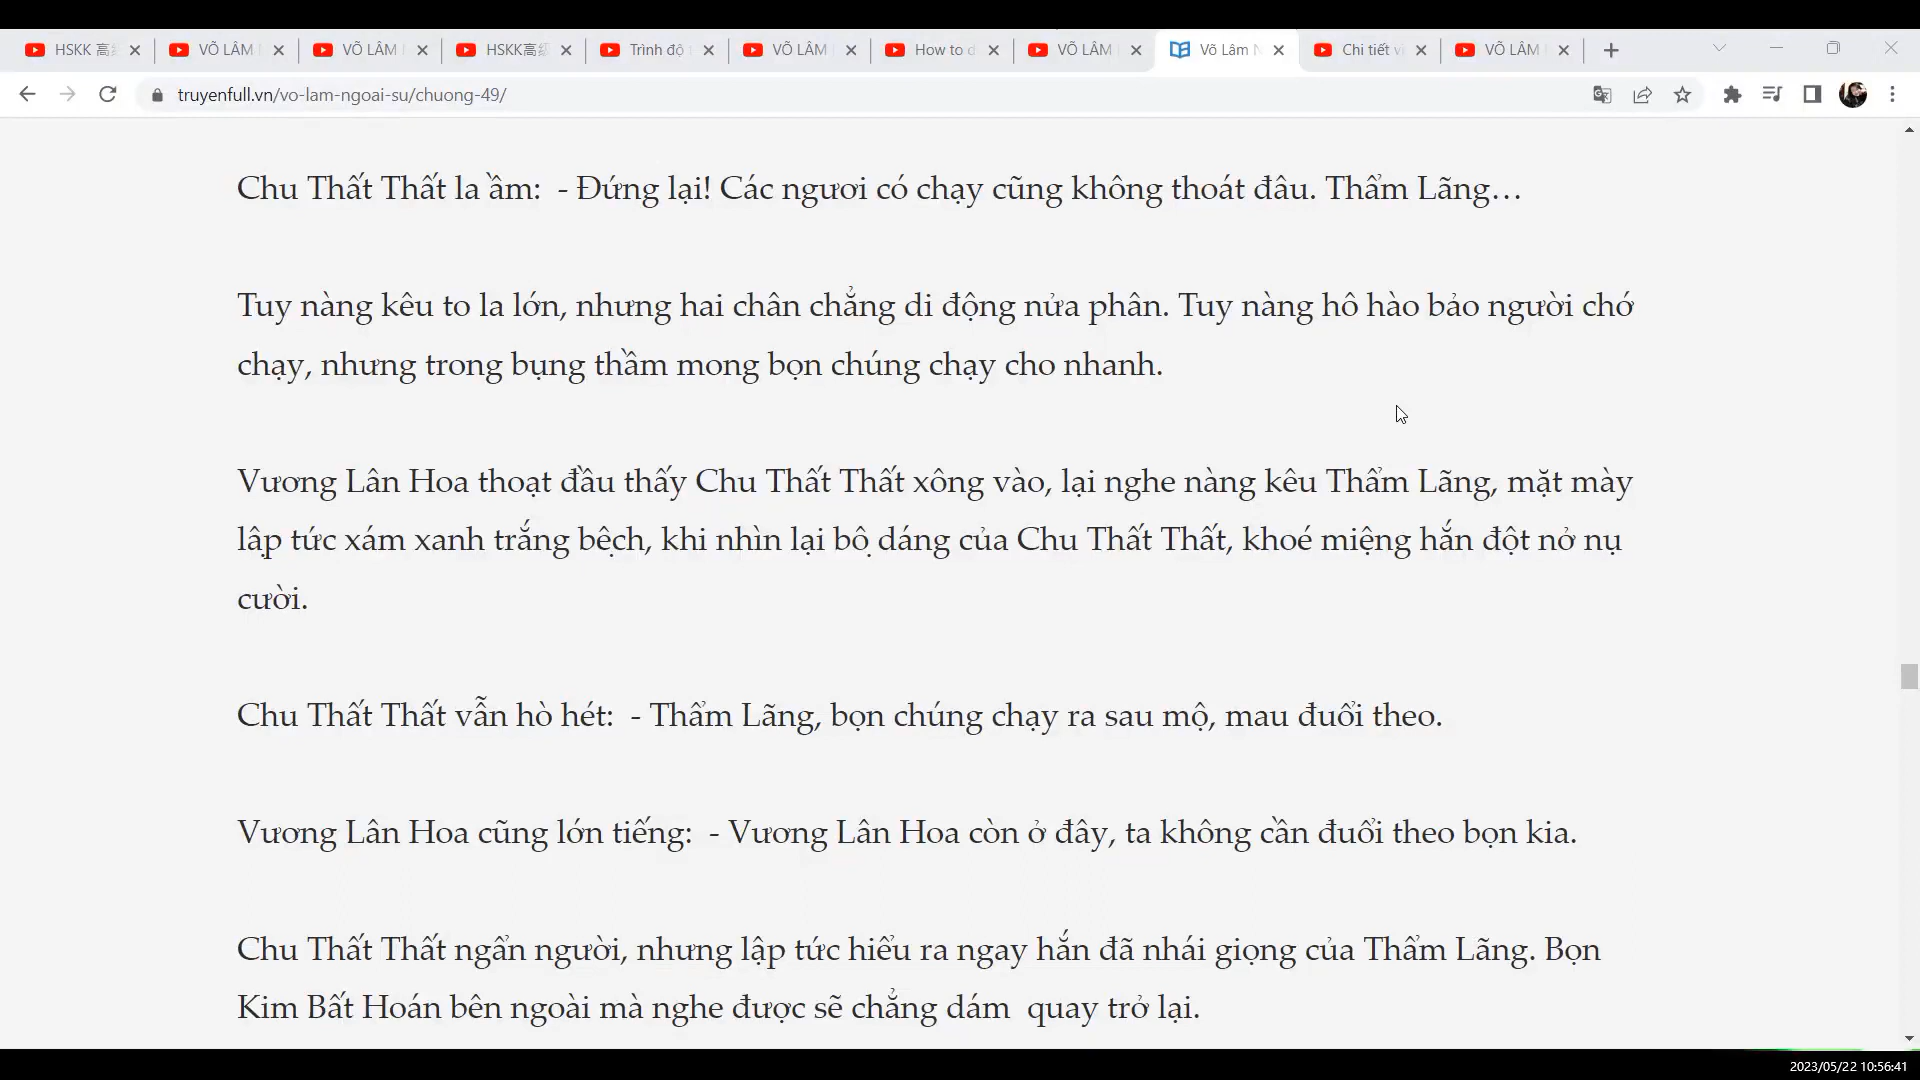 HSKK 高
VÕ LÂM
VÕ LÂM
HSKK高
Trình độ
VÕ LÂM
How to d
VÕ LÂM
Võ Lâm N
Chi tiết v
VÕ LÂM
truyenfull.vn/vo-lam-ngoai-su/chuong-49/
Chu Thất Thất la ầm:  - Đứng lại! Các ngươi có chạy cũng không thoát đâu. Thẩm Lãng...
Tuy nàng kêu to la lớn, nhưng hai chân chẳng di động nửa phân. Tuy nàng hô hào bảo người chớ
chạy, nhưng trong bụng thầm mong bọn chúng chạy cho nhanh.
Vương Lân Hoa thoạt đầu thấy Chu Thất Thất xông vào, lại nghe nàng kêu Thẩm Lãng, mặt mày
lập tức xám xanh trắng bệch, khi nhìn lại bộ dáng của Chu Thất Thất, khoé miệng hắn đột nở nụ
cười.
Chu Thất Thất vẫn hò hét:  - Thẩm Lãng, bọn chúng chạy ra sau mộ, mau đuổi theo.
Vương Lân Hoa cũng lớn tiếng:  - Vương Lân Hoa còn ở đây, ta không cần đuổi theo bọn kia.
Chu Thất Thất ngẩn người, nhưng lập tức hiểu ra ngay hắn đã nhái giọng của Thẩm Lãng. Bọn
Kim Bất Hoán bên ngoài mà nghe được sẽ chẳng dám  quay trở lại.
2023/05/22 10:56:41